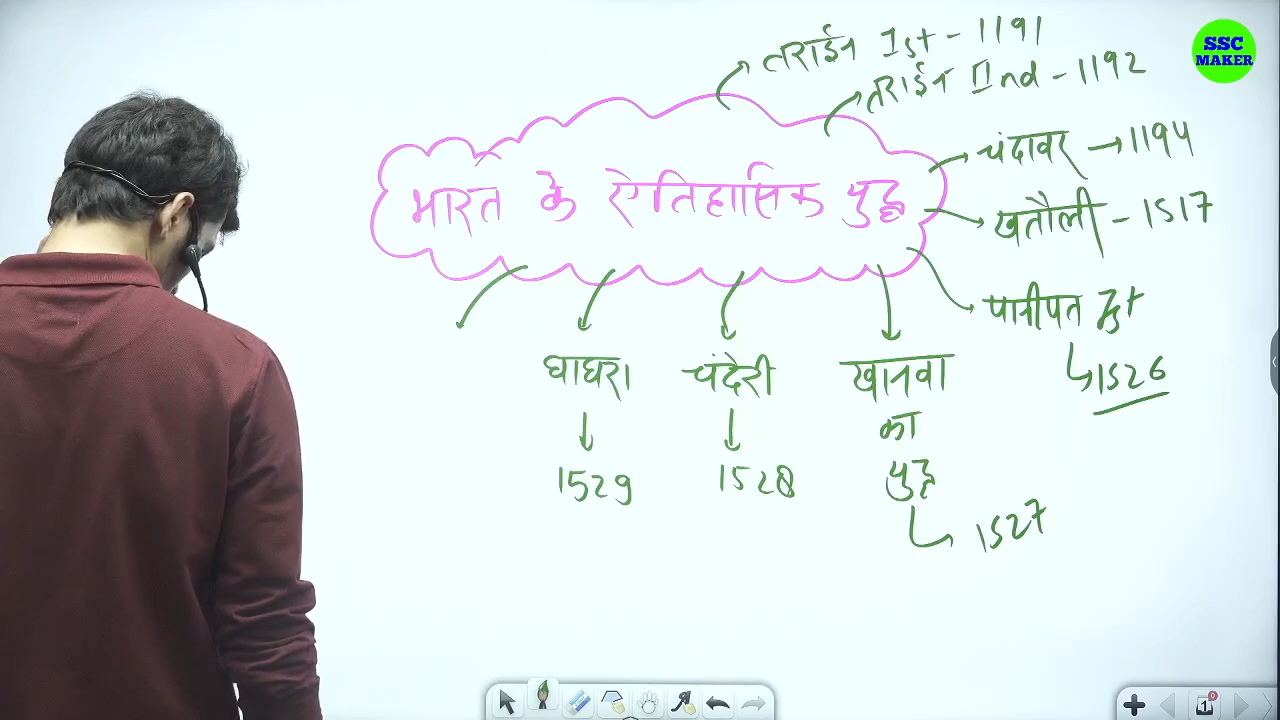 SSC
MAKER
तराईन Ist - 1191
तराईन IInd - 1192
भारत के ऐतिहासिक युद्ध
चंदावर → 1194
खतौली - 1517
पानीपत Ist
1526
घाघरा
1529
चंदेरी
1528
खानवा
का
युद्ध
1527